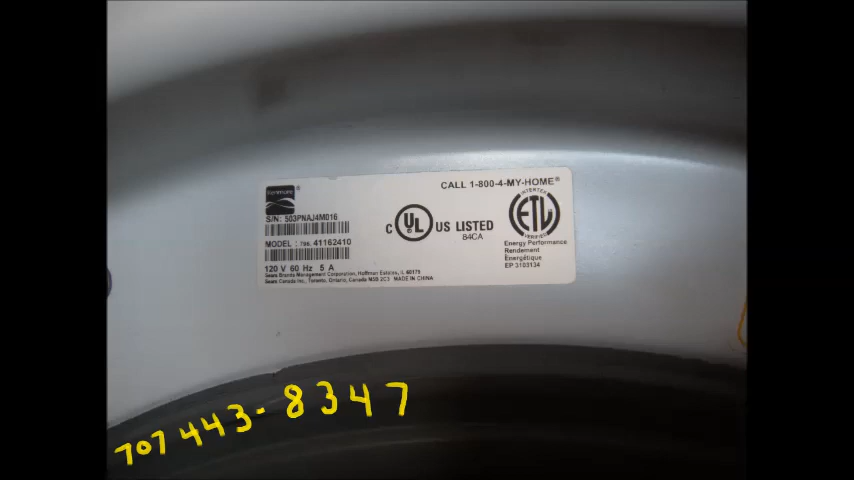 CALL 1-800-4-MY-HOME®
Kenmore®
S/N: 503PNAJ4M016
MODEL : 796. 41162410
120 V 60 Hz 5 A
Sears Brands Management Corporation, Hoffman Estates, IL 60179
Sears Canada Inc., Toronto, Ontario, Canada M5B 2C3 MADE IN CHINA
C UL US LISTED
84CA
INTERTEK
ETL
VERIFIED
Energy Performance
Rendement
Énergétique
EP 3103134
707 443-8347